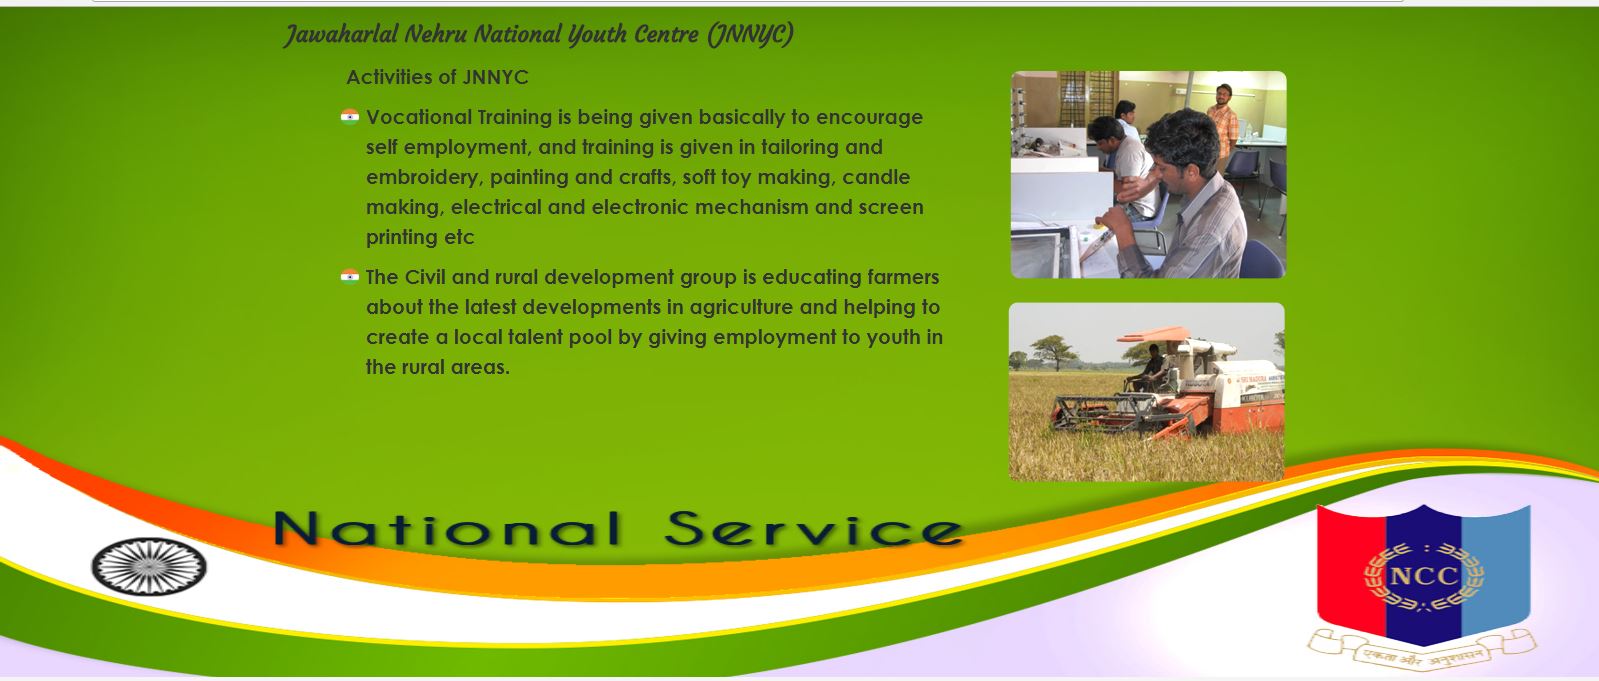 Jawaharlal Nehru National Youth Centre (JNNYC)
Activities of JNNYC
Vocational Training is being given basically to encourage
self employment, and training is given in tailoring and
embroidery, painting and crafts, soft toy making, candle
making, electrical and electronic mechanism and screen
printing etc
The Civil and rural development group is educating farmers
about the latest developments in agriculture and helping to
create a local talent pool by giving employment to youth in
the rural areas.
National Service
NCC
एकता और अनुशासन